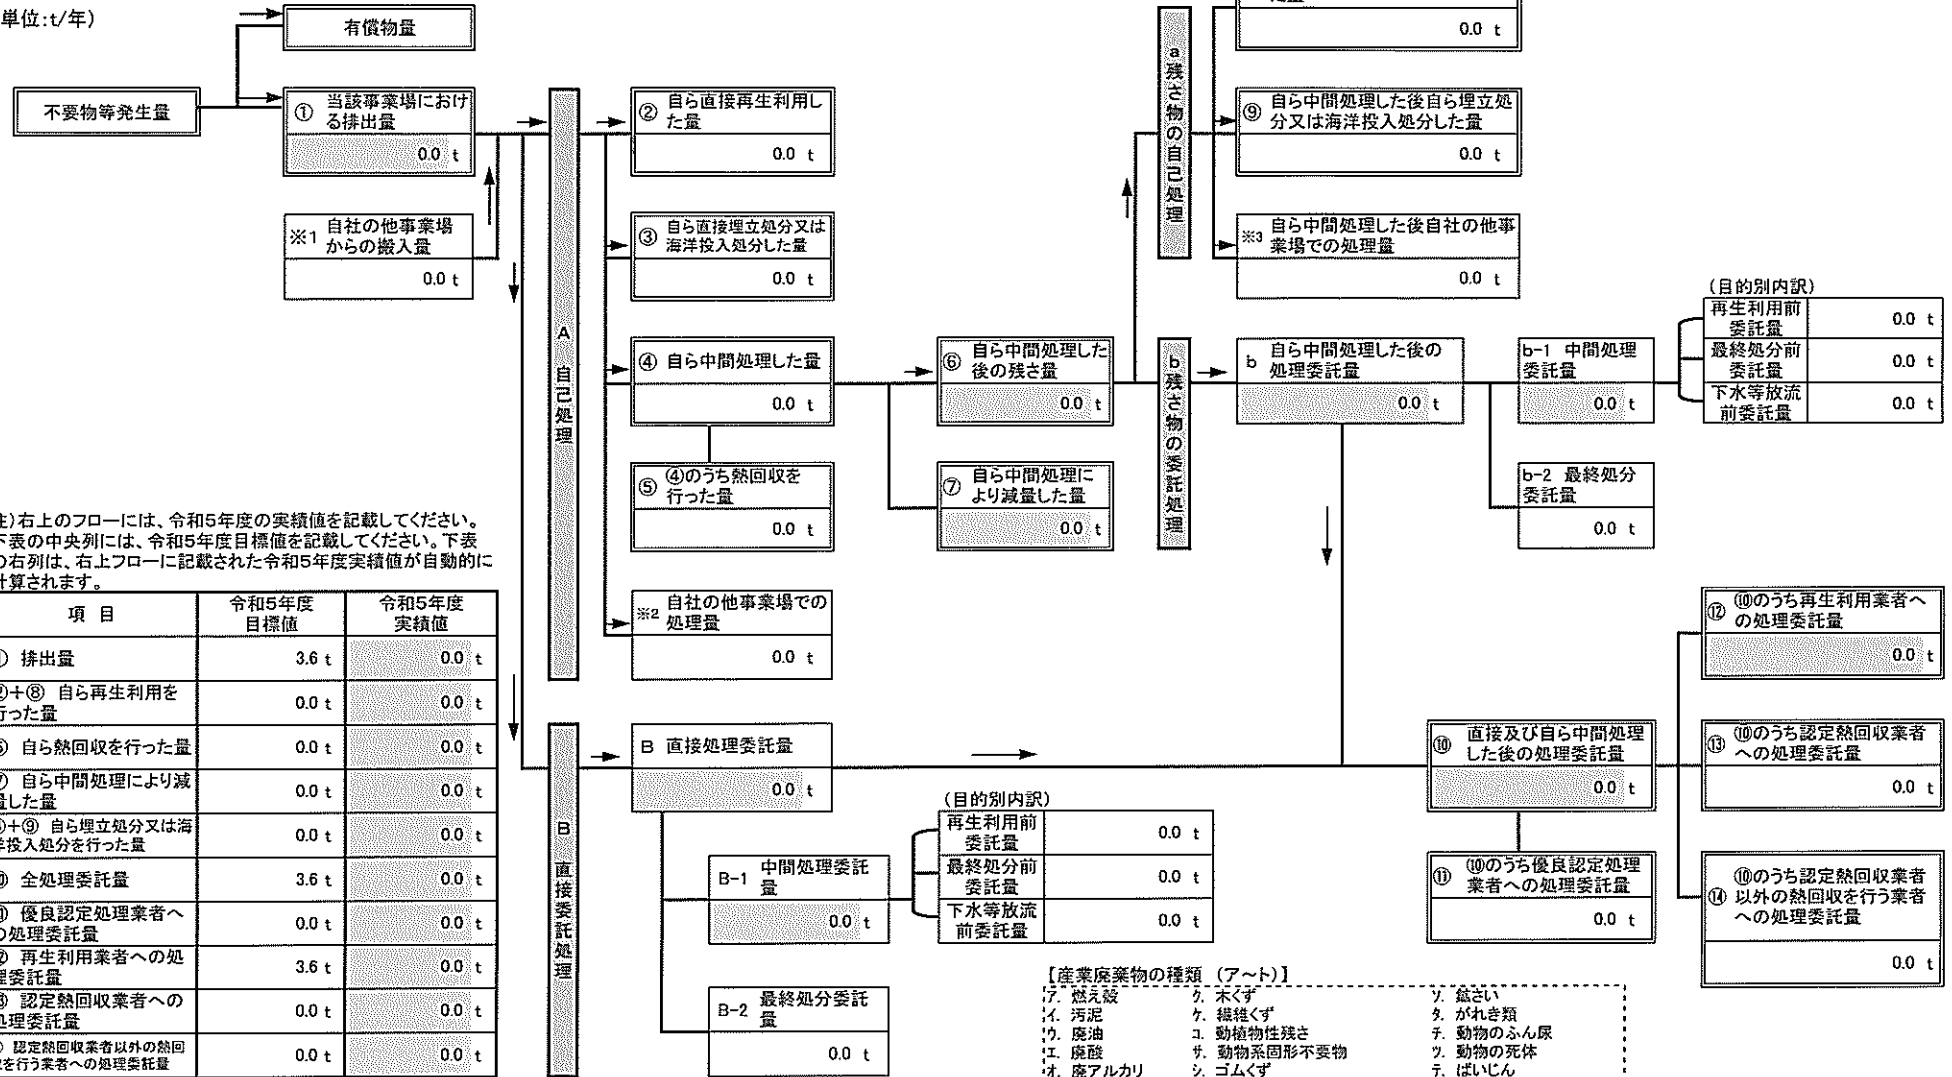 単位:t/年)
有償物量
不要物等発生量
① 当該事業場におけ
る排出量
0.0 t
※1 自社の他事業場
からの搬入量
0.0 t
A 自己処理
② 自ら直接再生利用し
た量
0.0 t
③ 自ら直接埋立処分又は
海洋投入処分した量
0.0 t
④ 自ら中間処理した量
0.0 t
⑤ ④のうち熱回収を
行った量
0.0 t
※2 自社の他事業場での
処理量
0.0 t
⑥ 自ら中間処理した
後の残さ量
0.0 t
⑦ 自ら中間処理に
より減量した量
0.0 t
a 残さ物の自己処理
0.0 t
⑨ 自ら中間処理した後自ら埋立処
分又は海洋投入処分した量
0.0 t
※3 自ら中間処理した後自社の他事
業場での処理量
0.0 t
b 残さ物の委託処理
b 自ら中間処理した後の
処理委託量
0.0 t
b-1 中間処理
委託量
0.0 t
b-2 最終処分
委託量
0.0 t
(目的別内訳)
再生利用前
委託量 0.0 t
最終処分前
委託量 0.0 t
下水等放流
前委託量 0.0 t
注)右上のフローには、令和5年度の実績値を記載してください。
下表の中央列には、令和5年度目標値を記載してください。下表
の右列は、右上フローに記載された令和5年度実績値が自動的に
計算されます。
項 目 令和5年度
目標値 令和5年度
実績値
① 排出量 3.6 t 0.0 t
②+⑧ 自ら再生利用を
行った量 0.0 t 0.0 t
⑤ 自ら熱回収を行った量 0.0 t 0.0 t
⑦ 自ら中間処理により減
量した量 0.0 t 0.0 t
③+⑨ 自ら埋立処分又は海
洋投入処分を行った量 0.0 t 0.0 t
⑩ 全処理委託量 3.6 t 0.0 t
⑪ 優良認定処理業者へ
の処理委託量 0.0 t 0.0 t
⑫ 再生利用業者への処
理委託量 3.6 t 0.0 t
⑬ 認定熱回収業者への
処理委託量 0.0 t 0.0 t
⑭ 認定熱回収業者以外の熱回
収を行う業者への処理委託量 0.0 t 0.0 t
B 直接委託処理
B 直接処理委託量
0.0 t
B-1 中間処理委託
量
0.0 t
B-2 最終処分委託
量
0.0 t
(目的別内訳)
再生利用前
委託量 0.0 t
最終処分前
委託量 0.0 t
下水等放流
前委託量 0.0 t
⑩ 直接及び自ら中間処理
した後の処理委託量
0.0 t
⑪ ⑩のうち優良認定処理
業者への処理委託量
0.0 t
⑫ ⑩のうち再生利用業者へ
の処理委託量
0.0 t
⑬ ⑩のうち認定熱回収業者
への処理委託量
0.0 t
⑭ ⑩のうち認定熱回収業者
以外の熱回収を行う業者
への処理委託量
0.0 t
【産業廃棄物の種類 (ア~ト)】
ア. 燃え殻 ク. 木くず ソ. 鉱さい
イ. 汚泥 ケ. 繊維くず タ. がれき類
ウ. 廃油 コ. 動植物性残さ チ. 動物のふん尿
エ. 廃酸 サ. 動物系固形不要物 ツ. 動物の死体
オ. 廃アルカリ シ. ゴムくず テ. ばいじん